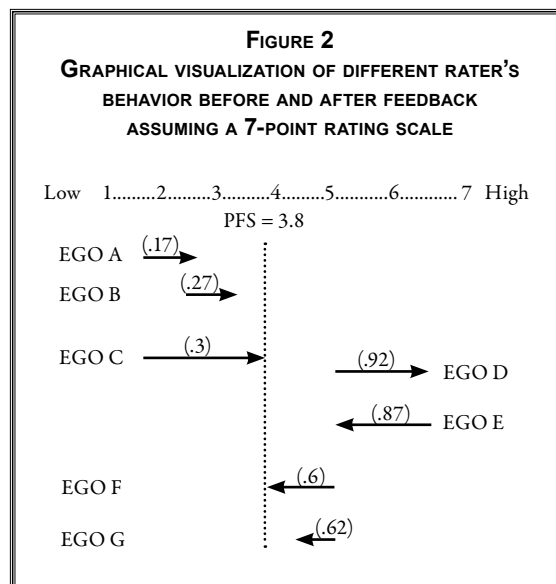 FIGURE 2
GRAPHICAL VISUALIZATION OF DIFFERENT RATER'S
BEHAVIOR BEFORE AND AFTER FEEDBACK
ASSUMING A 7-POINT RATING SCALE
Low 1.........2.........3.........4.........5...........6...........7 High
PFS = 3.8
EGO A (.17)
EGO B (.27)
EGO C (.3)
(.92) EGO D
(.87) EGO E
EGO F (.6)
EGO G (.62)